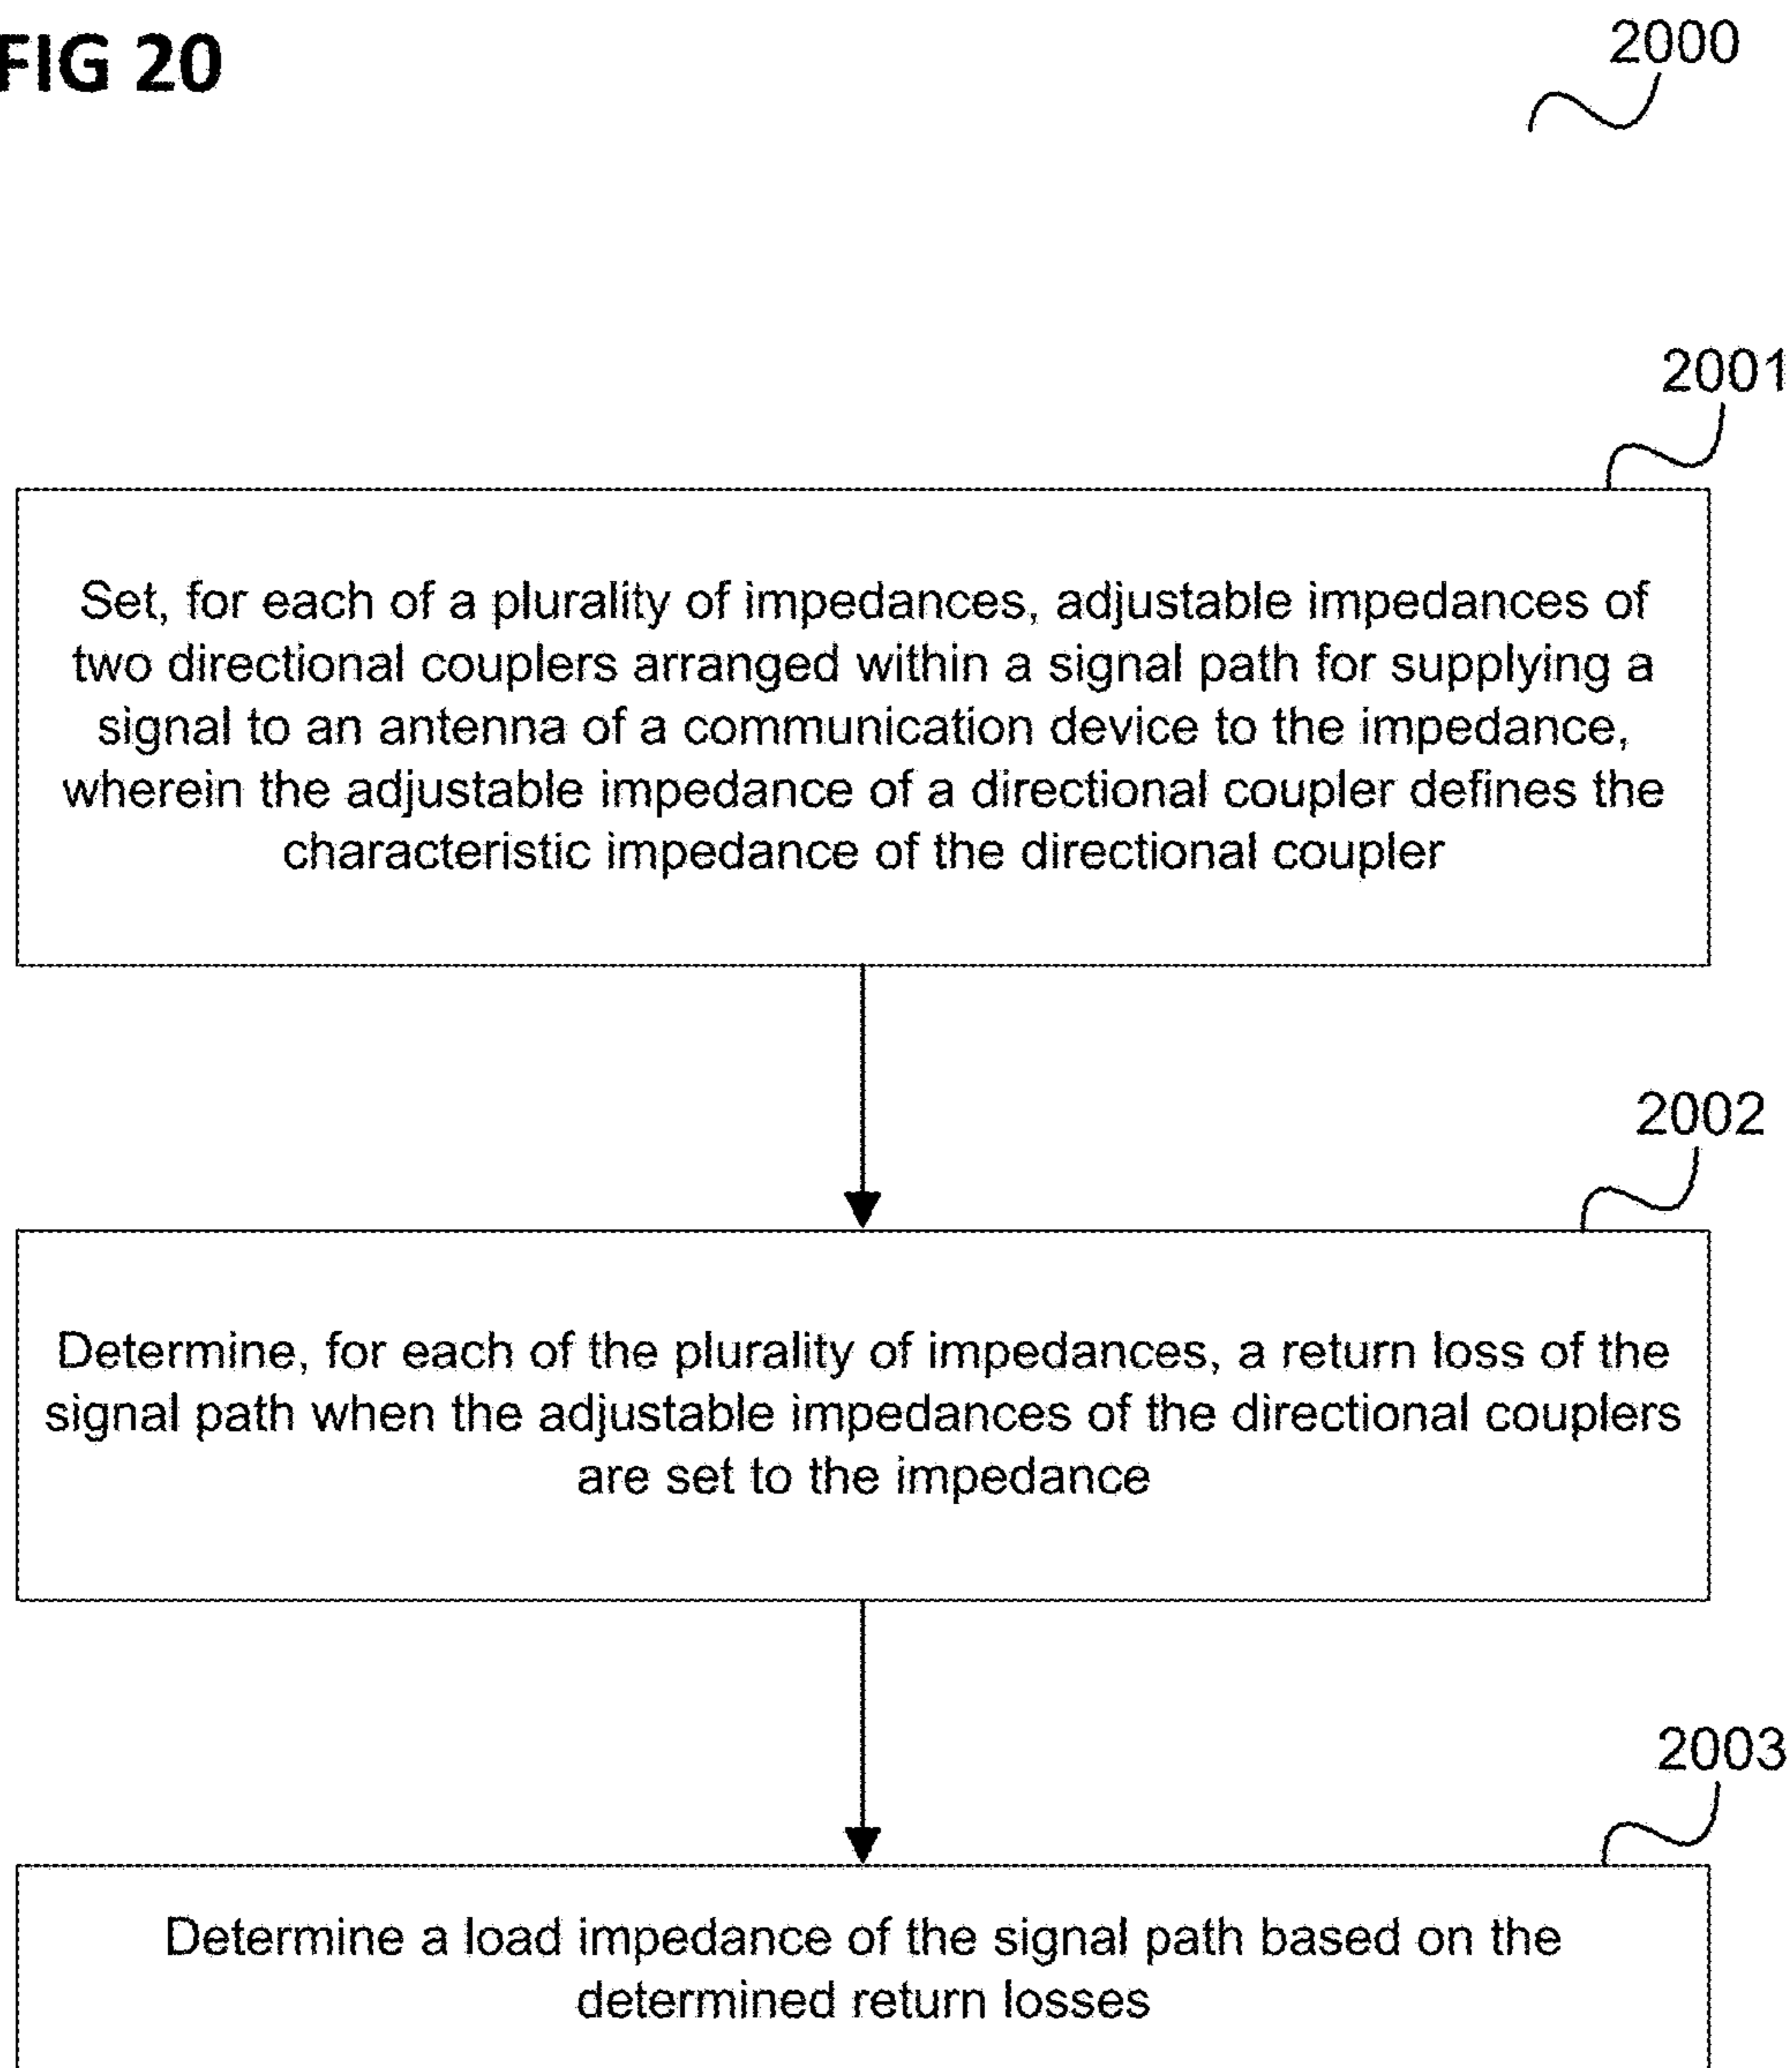 FIG 20
2000
2001
Set, for each of a plurality of impedances, adjustable impedances of
two directional couplers arranged within a signal path for supplying a
signal to an antenna of a communication device to the impedance,
wherein the adjustable impedance of a directional coupler defines the
characteristic impedance of the directional coupler
2002
Determine, for each of the plurality of impedances, a return loss of the
signal path when the adjustable impedances of the directional couplers
are set to the impedance
2003
Determine a load impedance of the signal path based on the
determined return losses